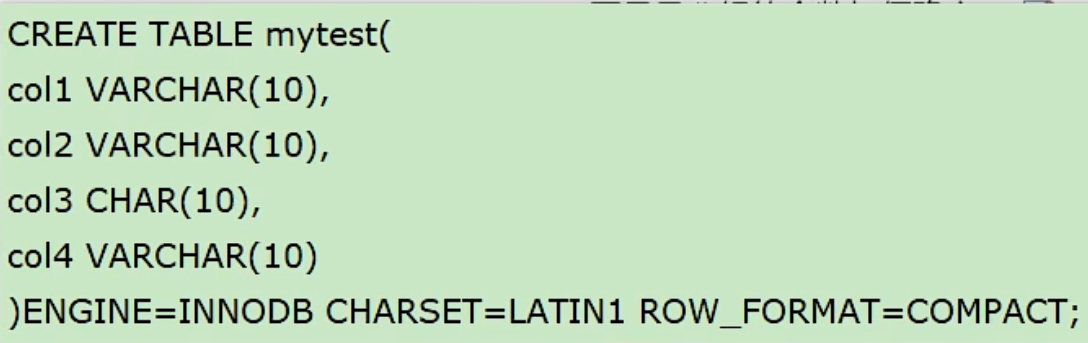 CREATE TABLE mytest(
col1 VARCHAR(10),
col2 VARCHAR(10),
col3 CHAR(10),
col4 VARCHAR(10)
)ENGINE=INNODB CHARSET=LATIN1 ROW_FORMAT=COMPACT;